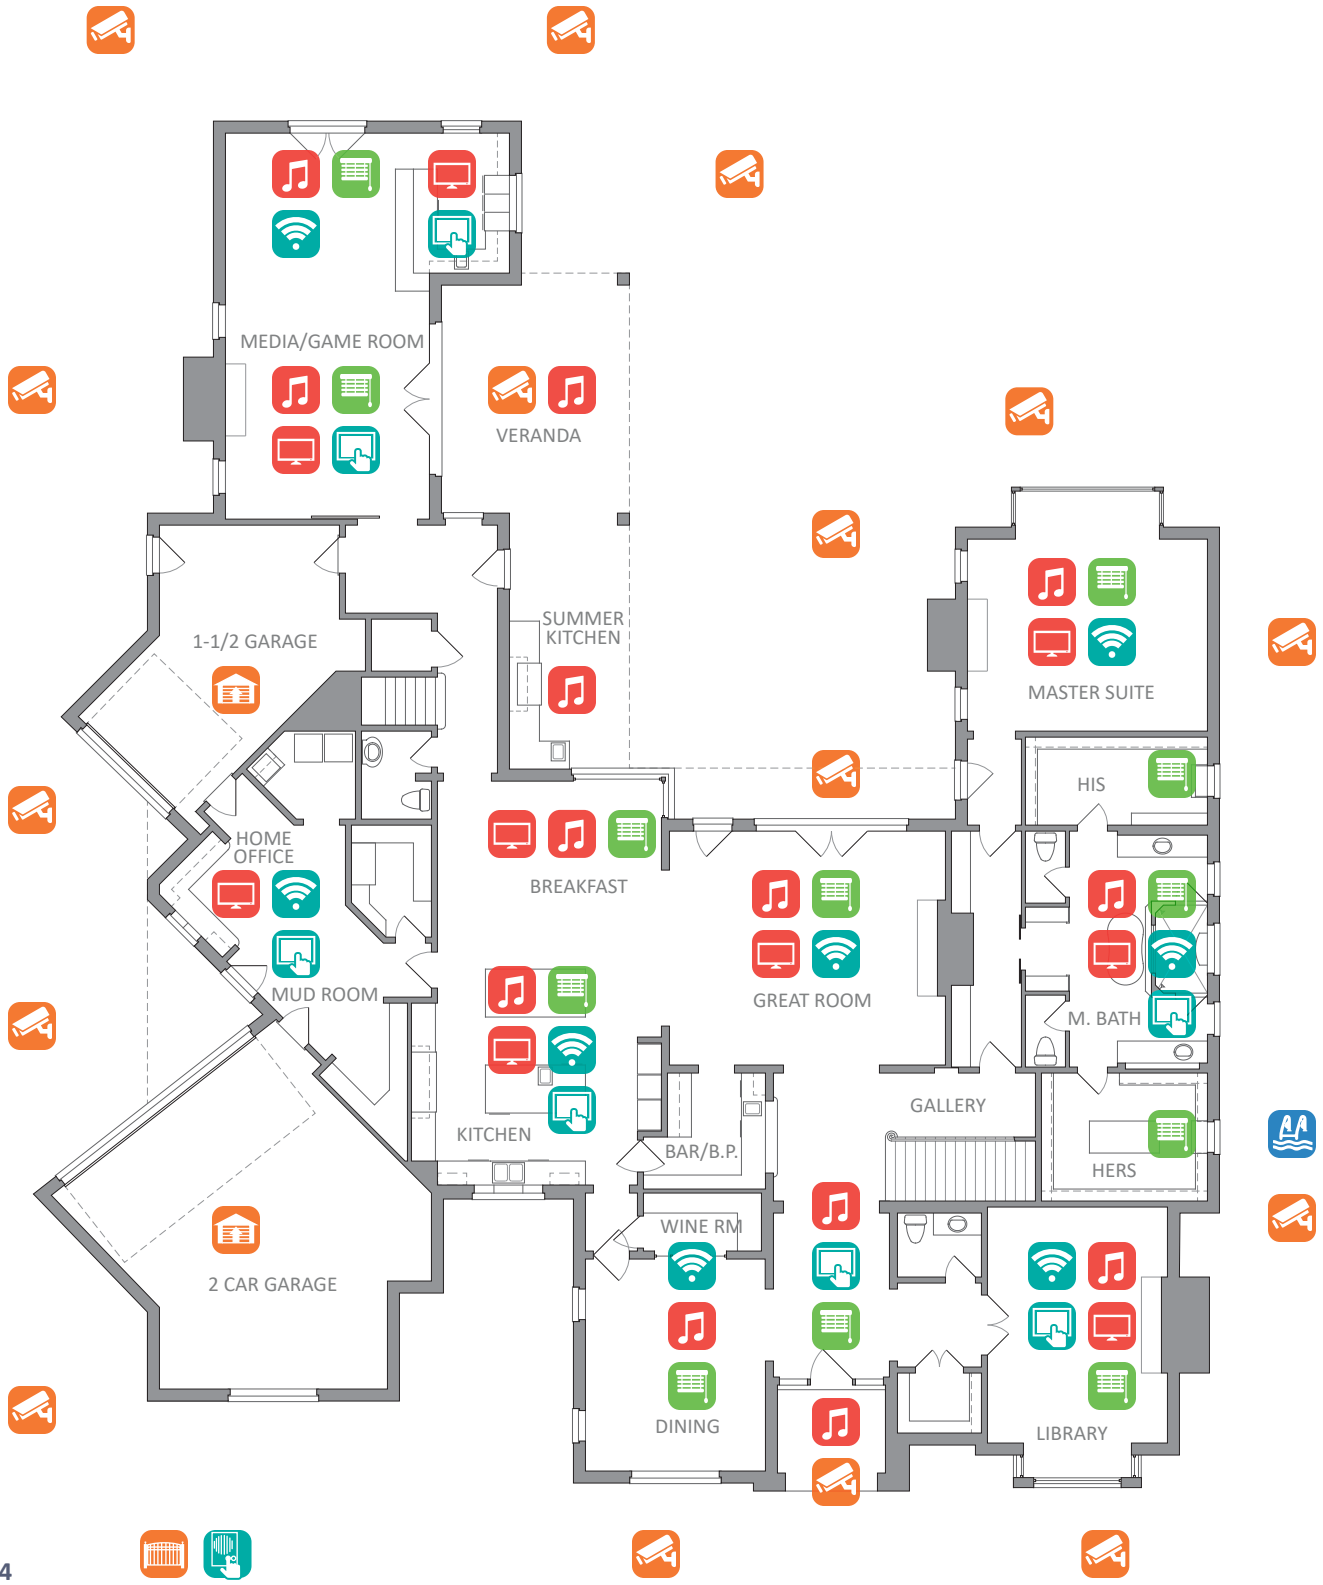 MEDIA/GAME ROOM
VERANDA
SUMMER
KITCHEN
1-1/2 GARAGE
MASTER SUITE
HIS
HOME
OFFICE
BREAKFAST
MUD ROOM
GREAT ROOM
M. BATH
GALLERY
KITCHEN
BAR/B.P.
HERS
WINE RM
2 CAR GARAGE
DINING
LIBRARY
4